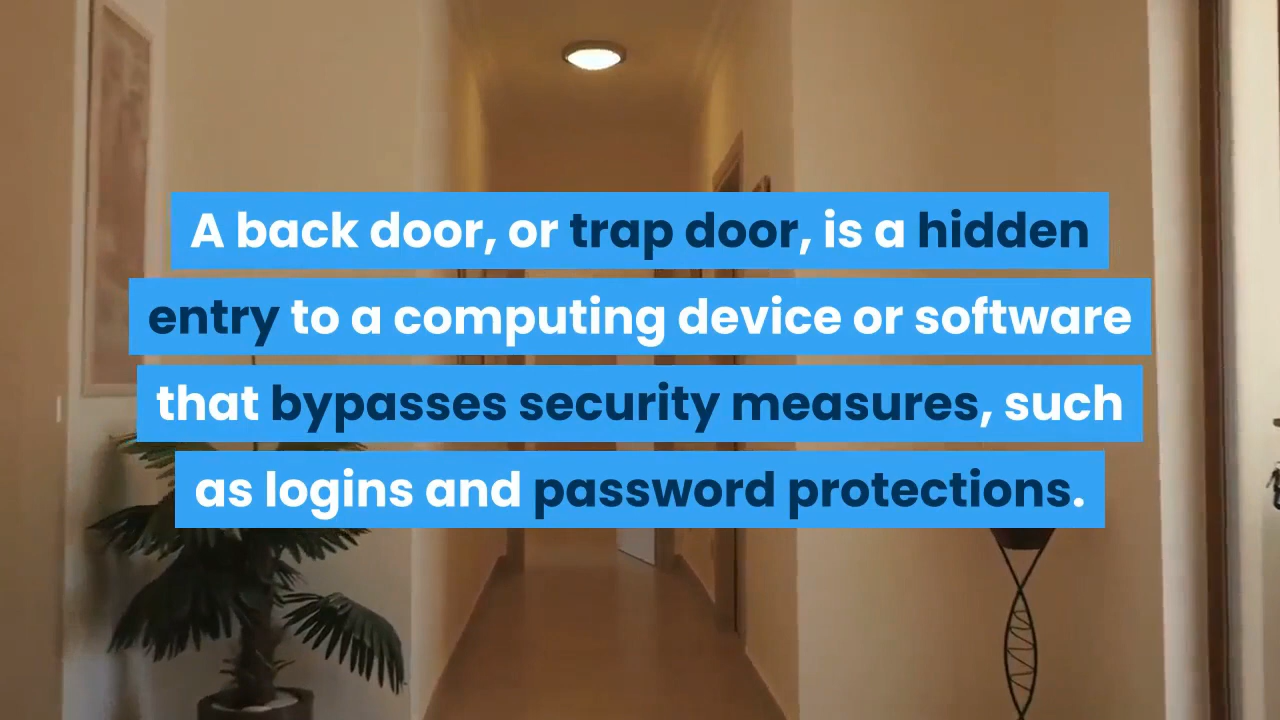 A back door, or trap door, is a hidden
entry to a computing device or software
that bypasses security measures, such
as logins and password protections.